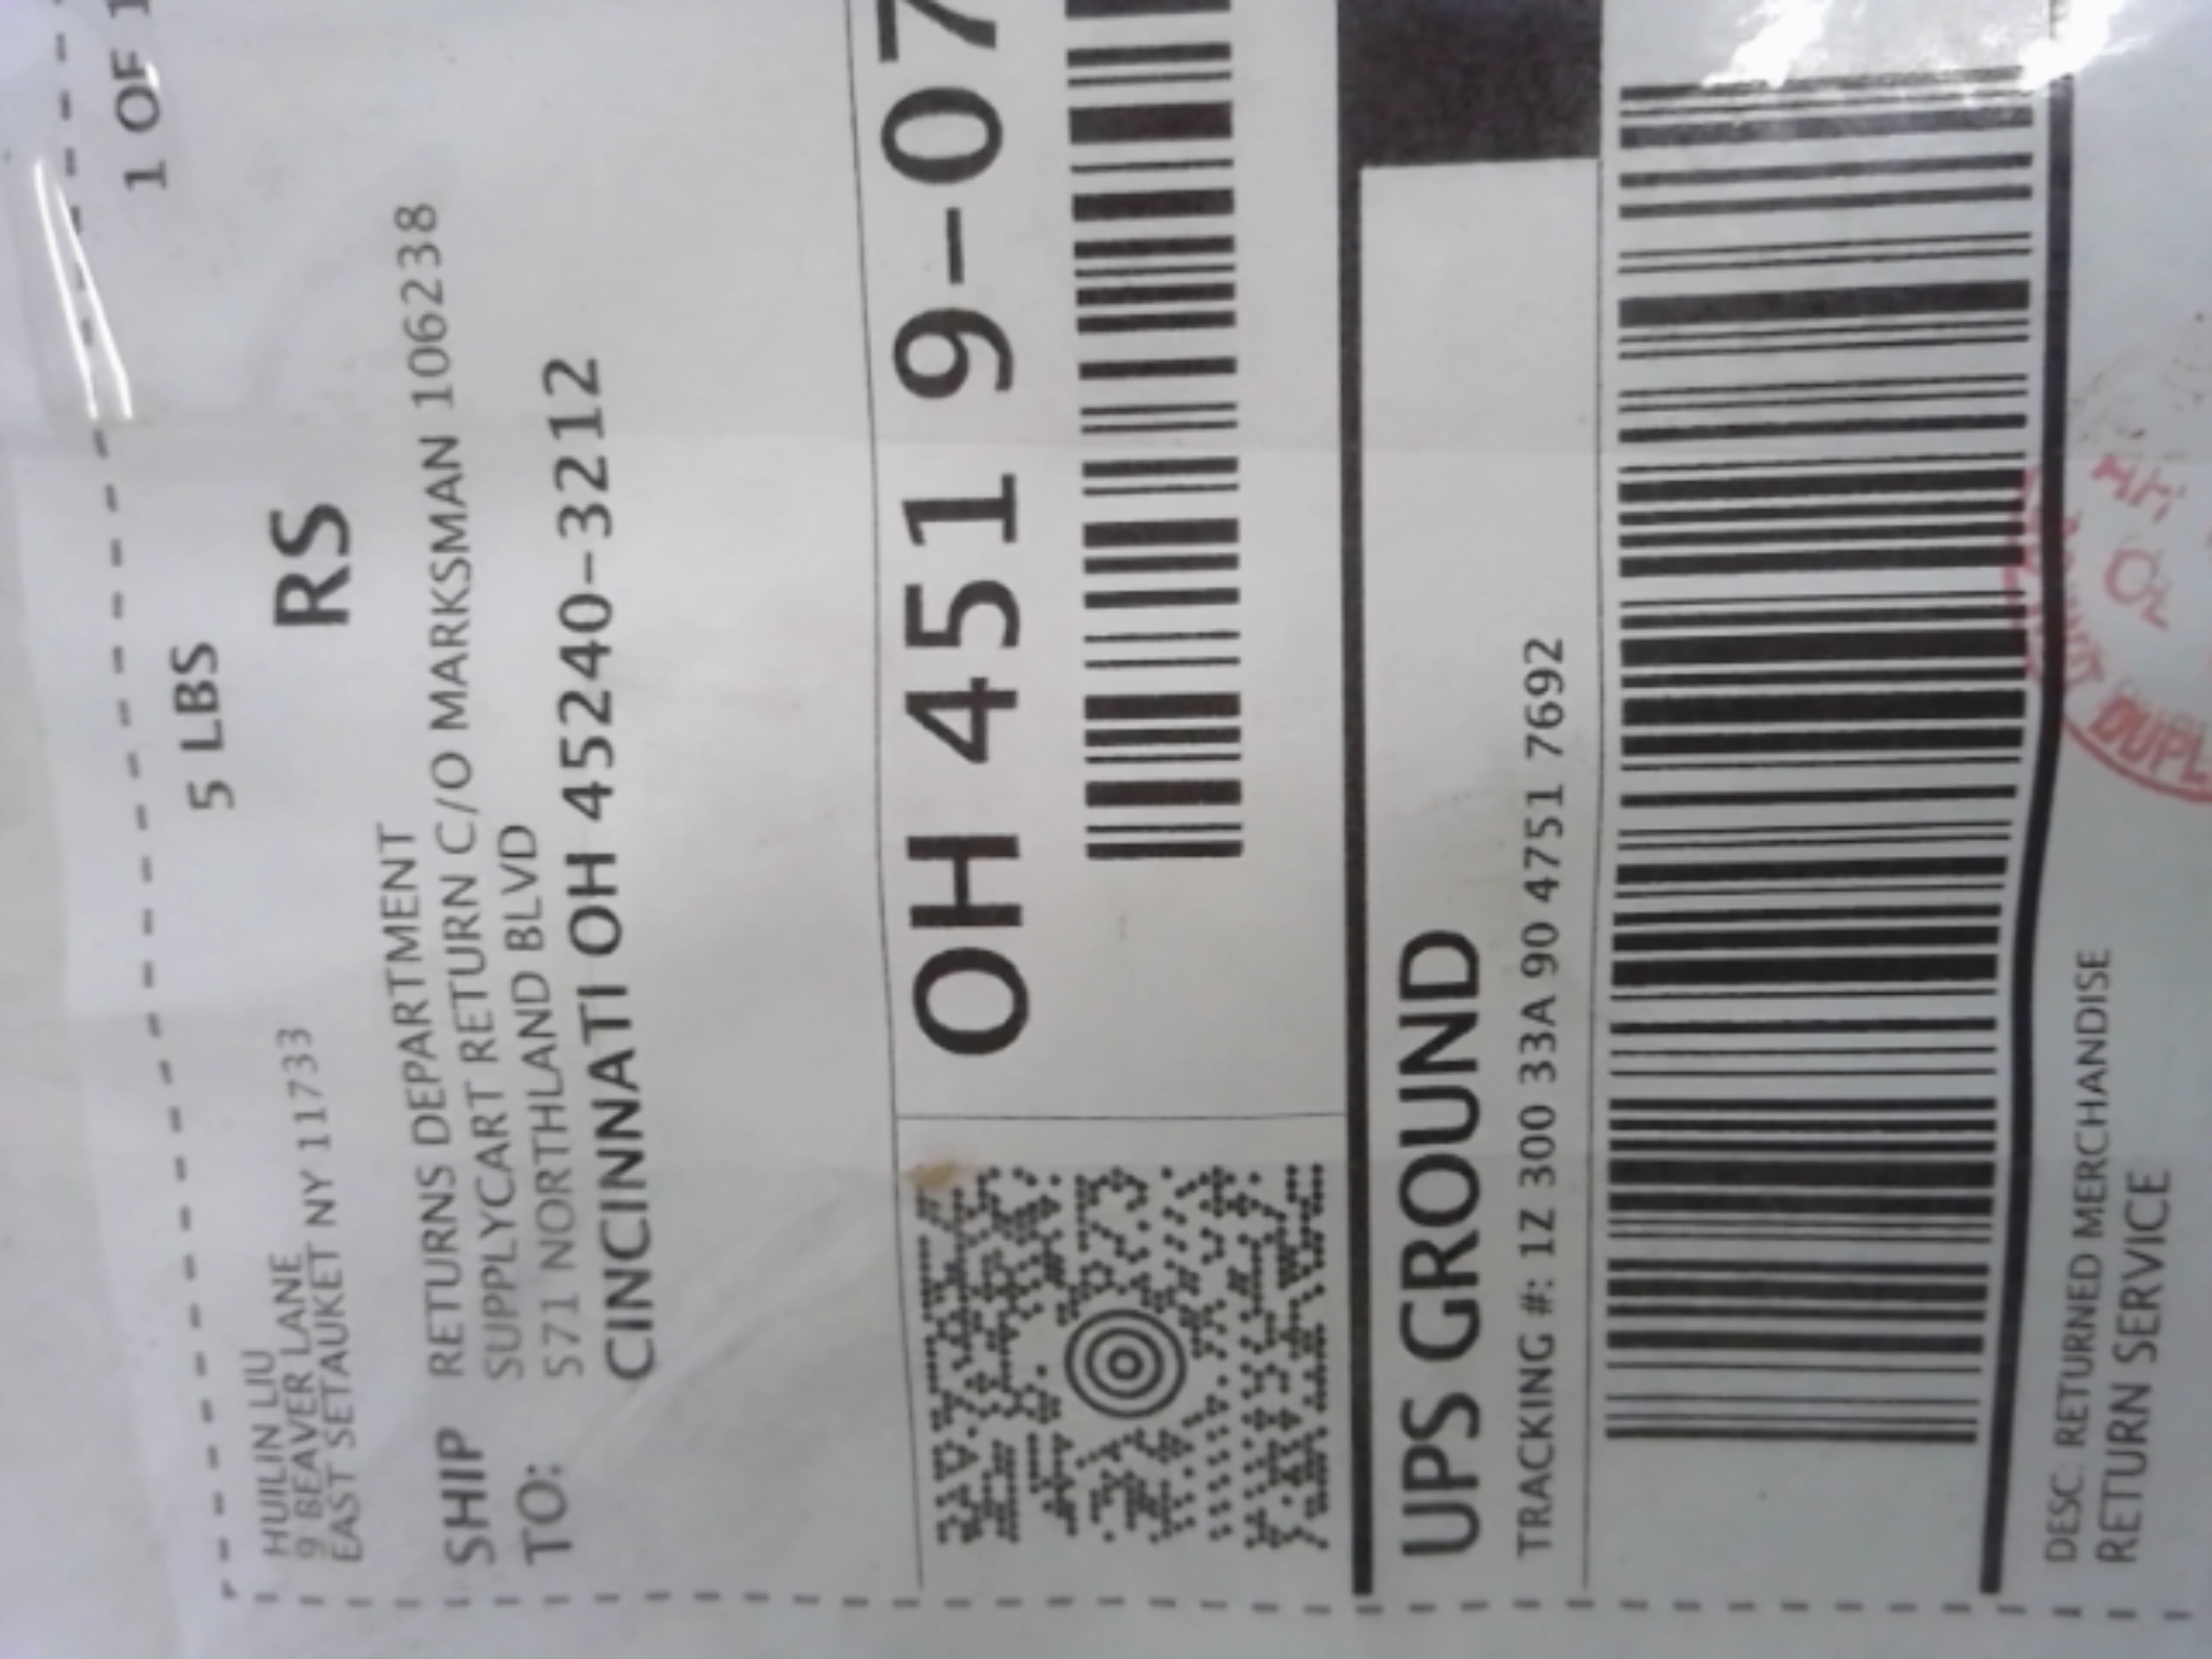 1 OF 1
5 LBS
RS
HUILIN LIU
9 BEAVER LANE
EAST SETAUKET NY 11733
SHIP
TO:
RETURNS DEPARTMENT
SUPPLYCART RETURN C/O MARKSMAN 106238
571 NORTHLAND BLVD
CINCINNATI OH 45240-3212
OH 451 9-07
UPS GROUND
TRACKING #: 1Z 300 33A 90 4751 7692
DESC: RETURNED MERCHANDISE
RETURN SERVICE